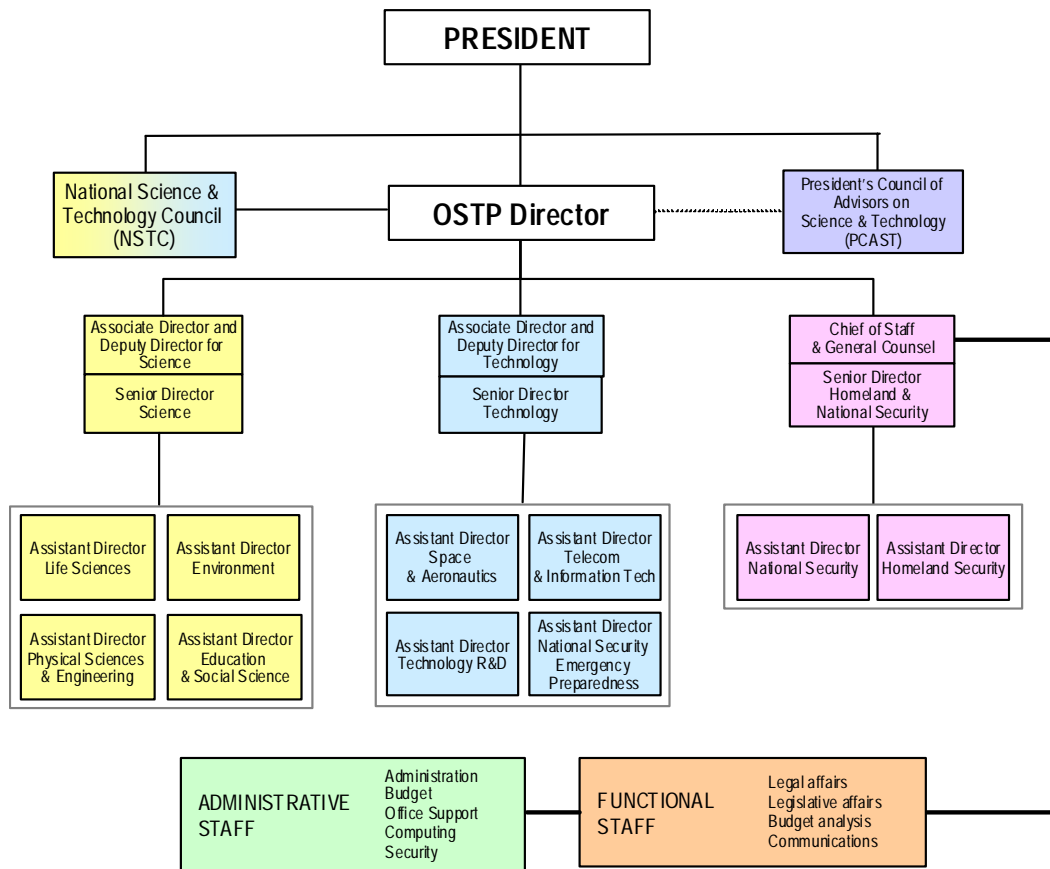 PRESIDENT
National Science &
Technology Council
(NSTC)
OSTP Director
President's Council of
Advisors on
Science & Technology
(PCAST)
Associate Director and
Deputy Director for
Science
Senior Director
Science
Associate Director and
Deputy Director for
Technology
Senior Director
Technology
Chief of Staff
& General Counsel
Senior Director
Homeland &
National Security
Assistant Director
Life Sciences
Assistant Director
Environment
Assistant Director
Physical Sciences
& Engineering
Assistant Director
Education
& Social Science
Assistant Director
Space
& Aeronautics
Assistant Director
Telecom
& Information Tech
Assistant Director
Technology R&D
Assistant Director
National Security
Emergency
Preparedness
Assistant Director
National Security
Assistant Director
Homeland Security
ADMINISTRATIVE
STAFF
Administration
Budget
Office Support
Computing
Security
FUNCTIONAL
STAFF
Legal affairs
Legislative affairs
Budget analysis
Communications